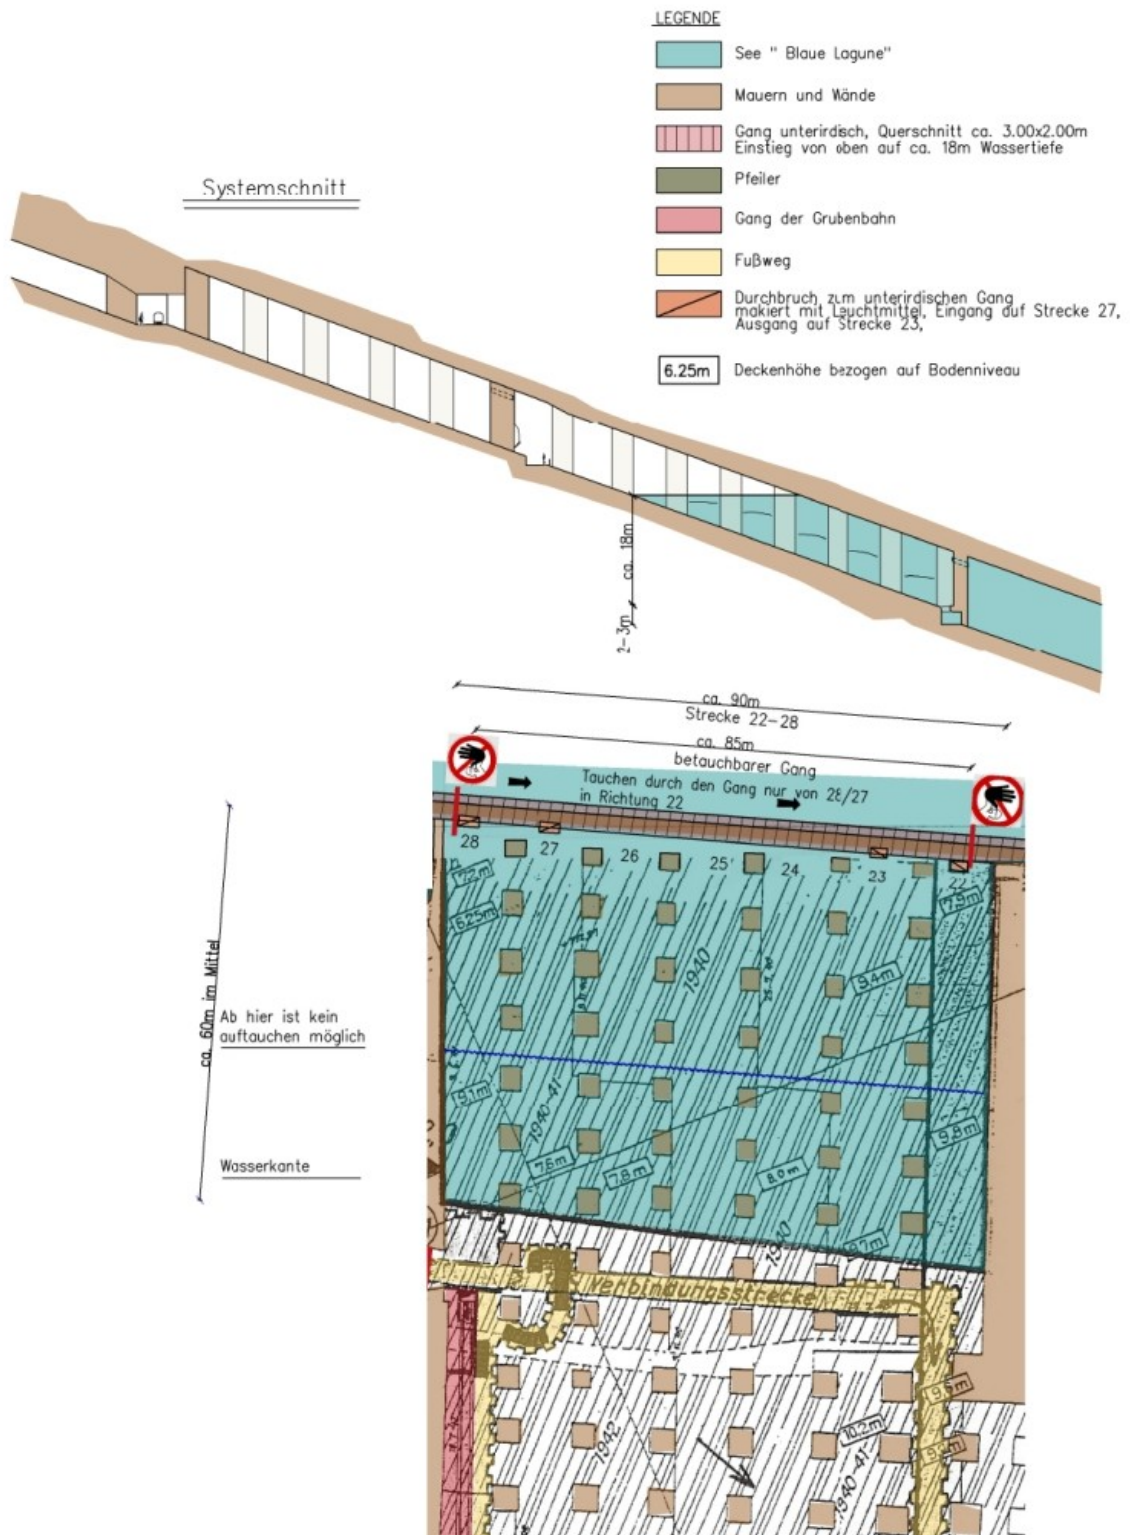 LEGENDE
See " Blaue Lagune"
Mauern und Wände
Gang unterirdisch, Querschnitt ca. 3.00x2.00m
Einstieg von oben auf ca. 18m Wassertiefe
Pfeiler
Gang der Grubenbahn
Fußweg
Durchbruch zum unterirdischen Gang
makiert mit Leuchtmittel, Eingang auf Strecke 27,
Ausgang auf Strecke 23,
6.25m
Deckenhöhe bezogen auf Bodenniveau
Systemschnitt
ca. 18m
2-3m
ca. 90m
Strecke 22-28
ca. 85m
betauchbarer Gang
Tauchen durch den Gang nur von 28/27
in Richtung 22
28
27
26
25
24
23
22
7.2m
6.25m
7.9m
1940
9.4m
ca. 60m im Mittel
Ab hier ist kein
auftauchen möglich
9.1m
1940-41
9.8m
7.8m
8.0m
Wasserkante
1940
Verbindungsstrecke
1942
10.2m
1940-41